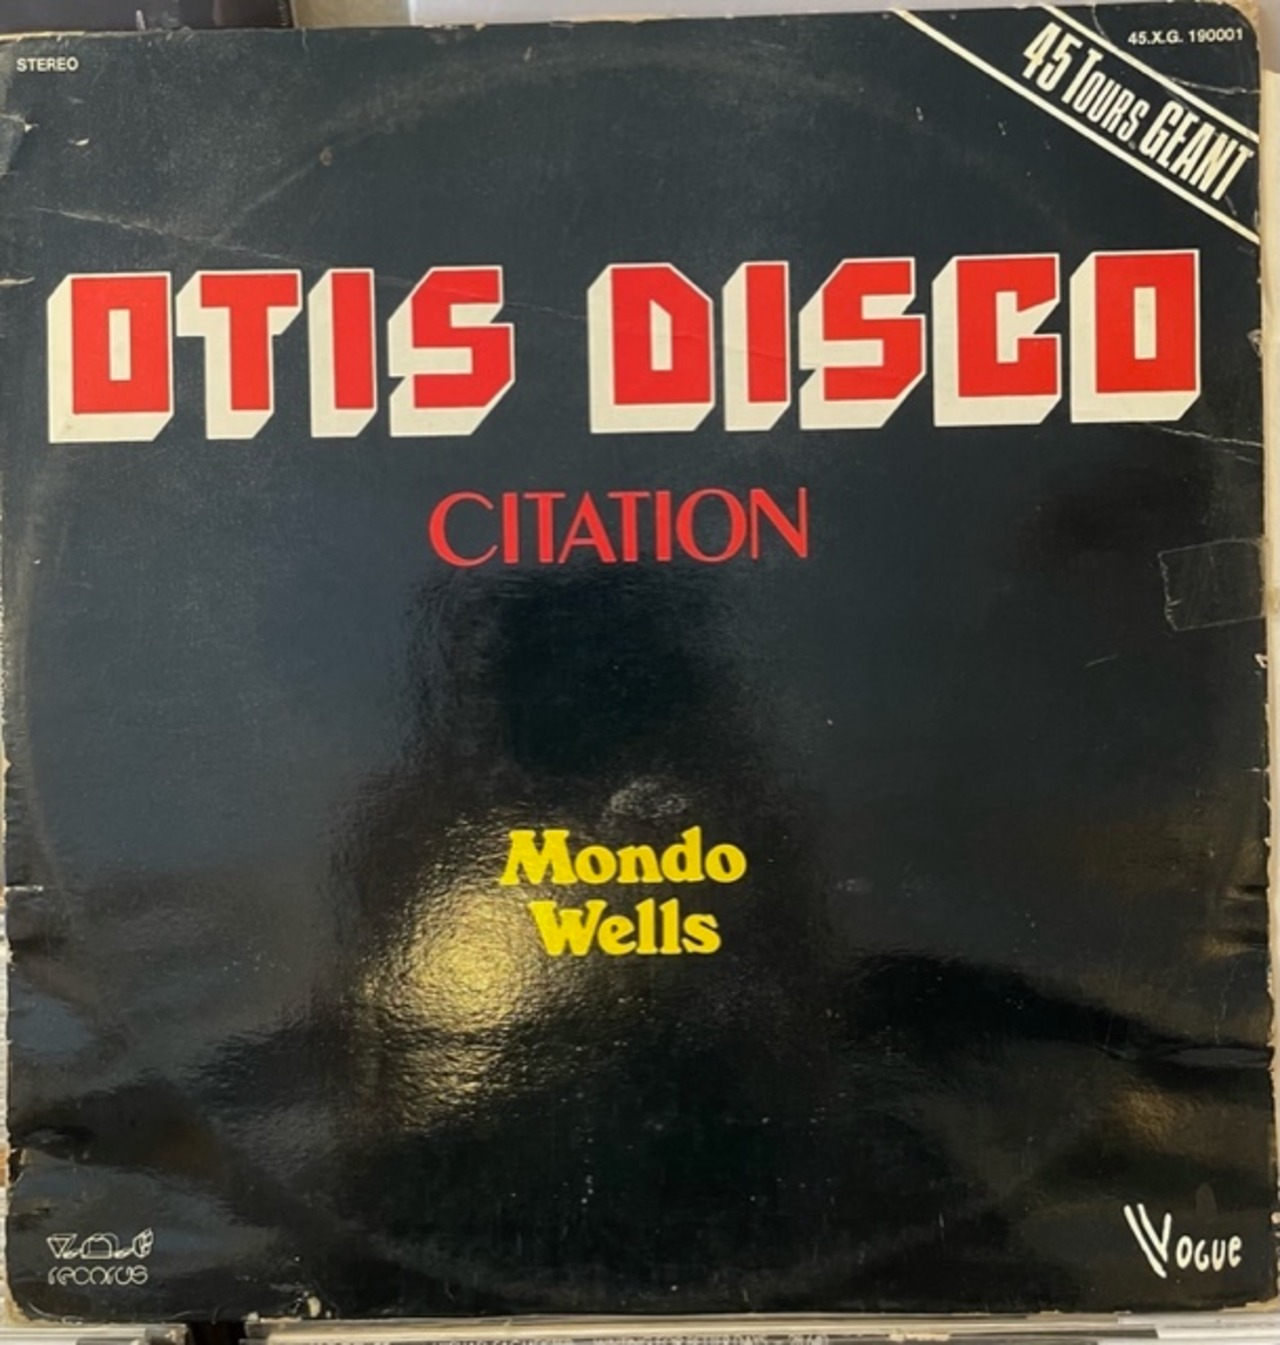 STEREO
45.X.G. 190001
45 TOURS GEANT
OTIS DISCO
CITATION
Mondo
Wells
records
VOGUE